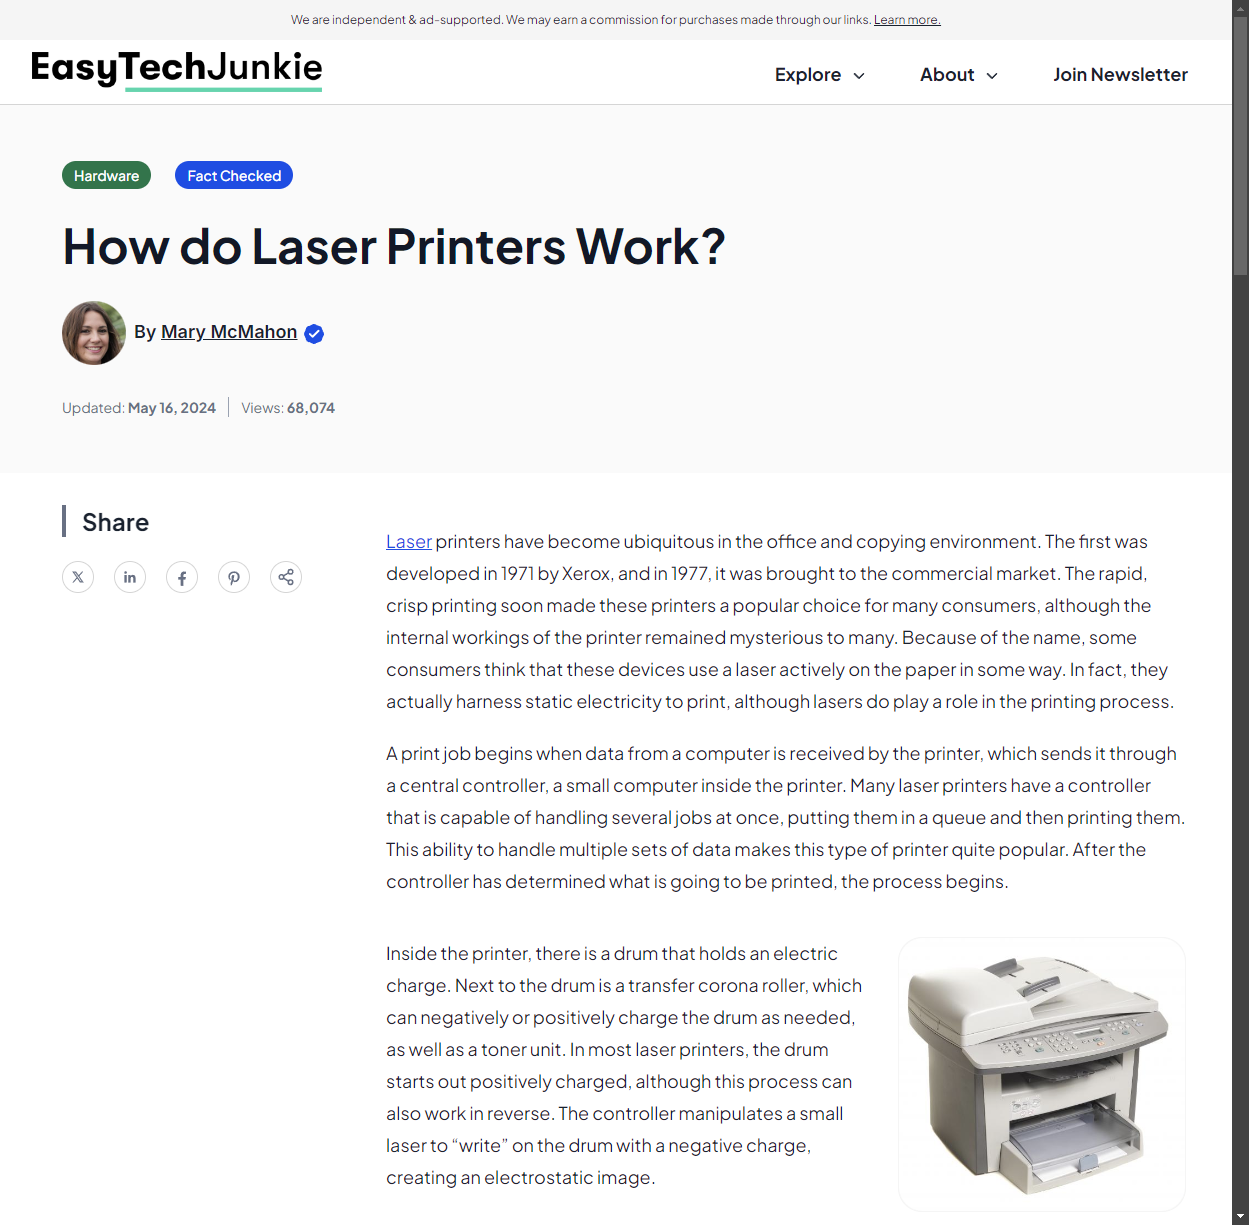 We are independent & ad-supported. We may earn a commission for purchases made through our links. Learn more.
EasyTechJunkie
Explore
About
Join Newsletter
Hardware
Fact Checked
How do Laser Printers Work?
By Mary McMahon
Updated: May 16, 2024
Views: 68,074
Share
Laser printers have become ubiquitous in the office and copying environment. The first was
developed in 1971 by Xerox, and in 1977, it was brought to the commercial market. The rapid,
crisp printing soon made these printers a popular choice for many consumers, although the
internal workings of the printer remained mysterious to many. Because of the name, some
consumers think that these devices use a laser actively on the paper in some way. In fact, they
actually harness static electricity to print, although lasers do play a role in the printing process.
A print job begins when data from a computer is received by the printer, which sends it through
a central controller, a small computer inside the printer. Many laser printers have a controller
that is capable of handling several jobs at once, putting them in a queue and then printing them.
This ability to handle multiple sets of data makes this type of printer quite popular. After the
controller has determined what is going to be printed, the process begins.
Inside the printer, there is a drum that holds an electric
charge. Next to the drum is a transfer corona roller, which
can negatively or positively charge the drum as needed,
as well as a toner unit. In most laser printers, the drum
starts out positively charged, although this process can
also work in reverse. The controller manipulates a small
laser to “write” on the drum with a negative charge,
creating an electrostatic image.